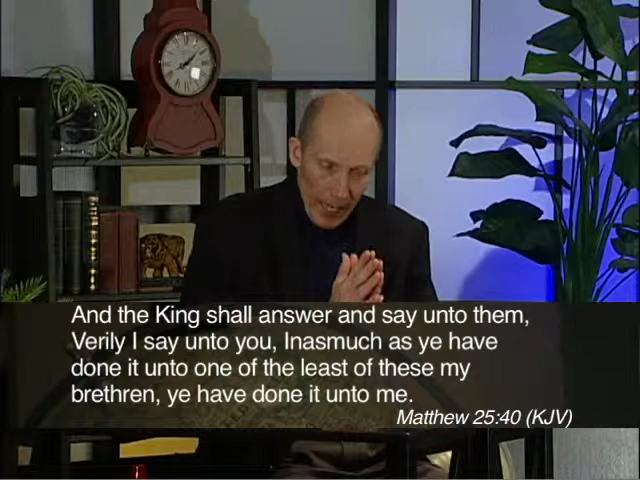 And the King shall answer and say unto them,
Verily I say unto you, Inasmuch as ye have
done it unto one of the least of these my
brethren, ye have done it unto me.
Matthew 25:40 (KJV)